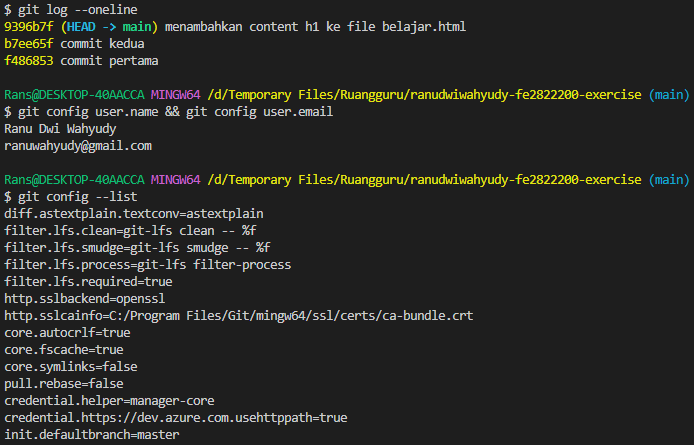 $ git log --oneline
9396b7f (HEAD -> main) menambahkan content h1 ke file belajar.html
b7ee65f commit kedua
f486853 commit pertama
Rans@DESKTOP-40AACCA MINGW64 /d/Temporary Files/Ruangguru/ranudwiwahyudy-fe2822200-exercise (main)
$ git config user.name && git config user.email
Ranu Dwi Wahyudy
ranuwahyudy@gmail.com
Rans@DESKTOP-40AACCA MINGW64 /d/Temporary Files/Ruangguru/ranudwiwahyudy-fe2822200-exercise (main)
$ git config --list
diff.astextplain.textconv=astextplain
filter.lfs.clean=git-lfs clean -- %f
filter.lfs.smudge=git-lfs smudge -- %f
filter.lfs.process=git-lfs filter-process
filter.lfs.required=true
http.sslbackend=openssl
http.sslcainfo=C:/Program Files/Git/mingw64/ssl/certs/ca-bundle.crt
core.autocrlf=true
core.fscache=true
core.symlinks=false
pull.rebase=false
credential.helper=manager-core
credential.https://dev.azure.com.usehttppath=true
init.defaultbranch=master